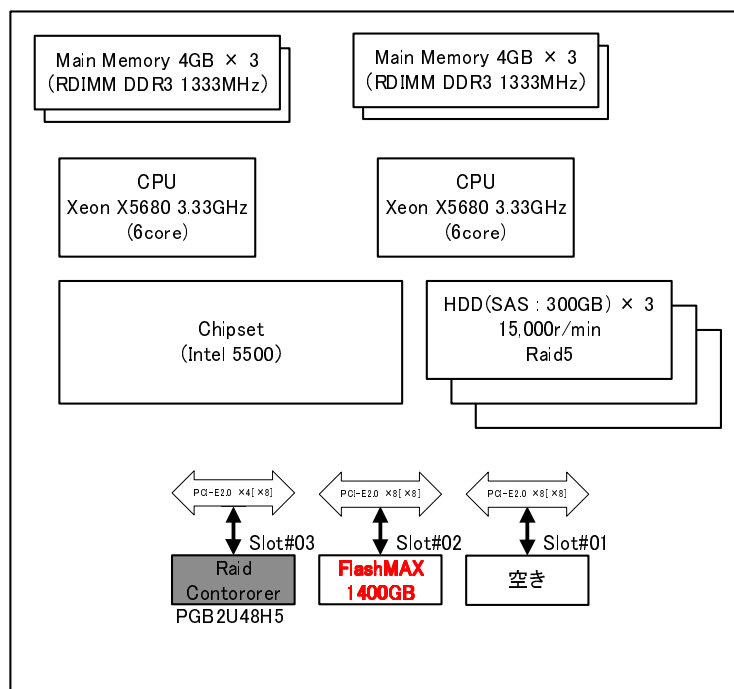 Main Memory 4GB × 3
(RDIMM DDR3 1333MHz)
Main Memory 4GB × 3
(RDIMM DDR3 1333MHz)
CPU
Xeon X5680 3.33GHz
(6core)
CPU
Xeon X5680 3.33GHz
(6core)
Chipset
(Intel 5500)
HDD(SAS : 300GB) × 3
15,000r/min
Raid5
PCI-E2.0 ×4[ ×8]
PCI-E2.0 ×8[ ×8]
PCI-E2.0 ×8[ ×8]
Slot#03
Slot#02
Slot#01
Raid
Contororer
FlashMAX
1400GB
空き
PGB2U48H5